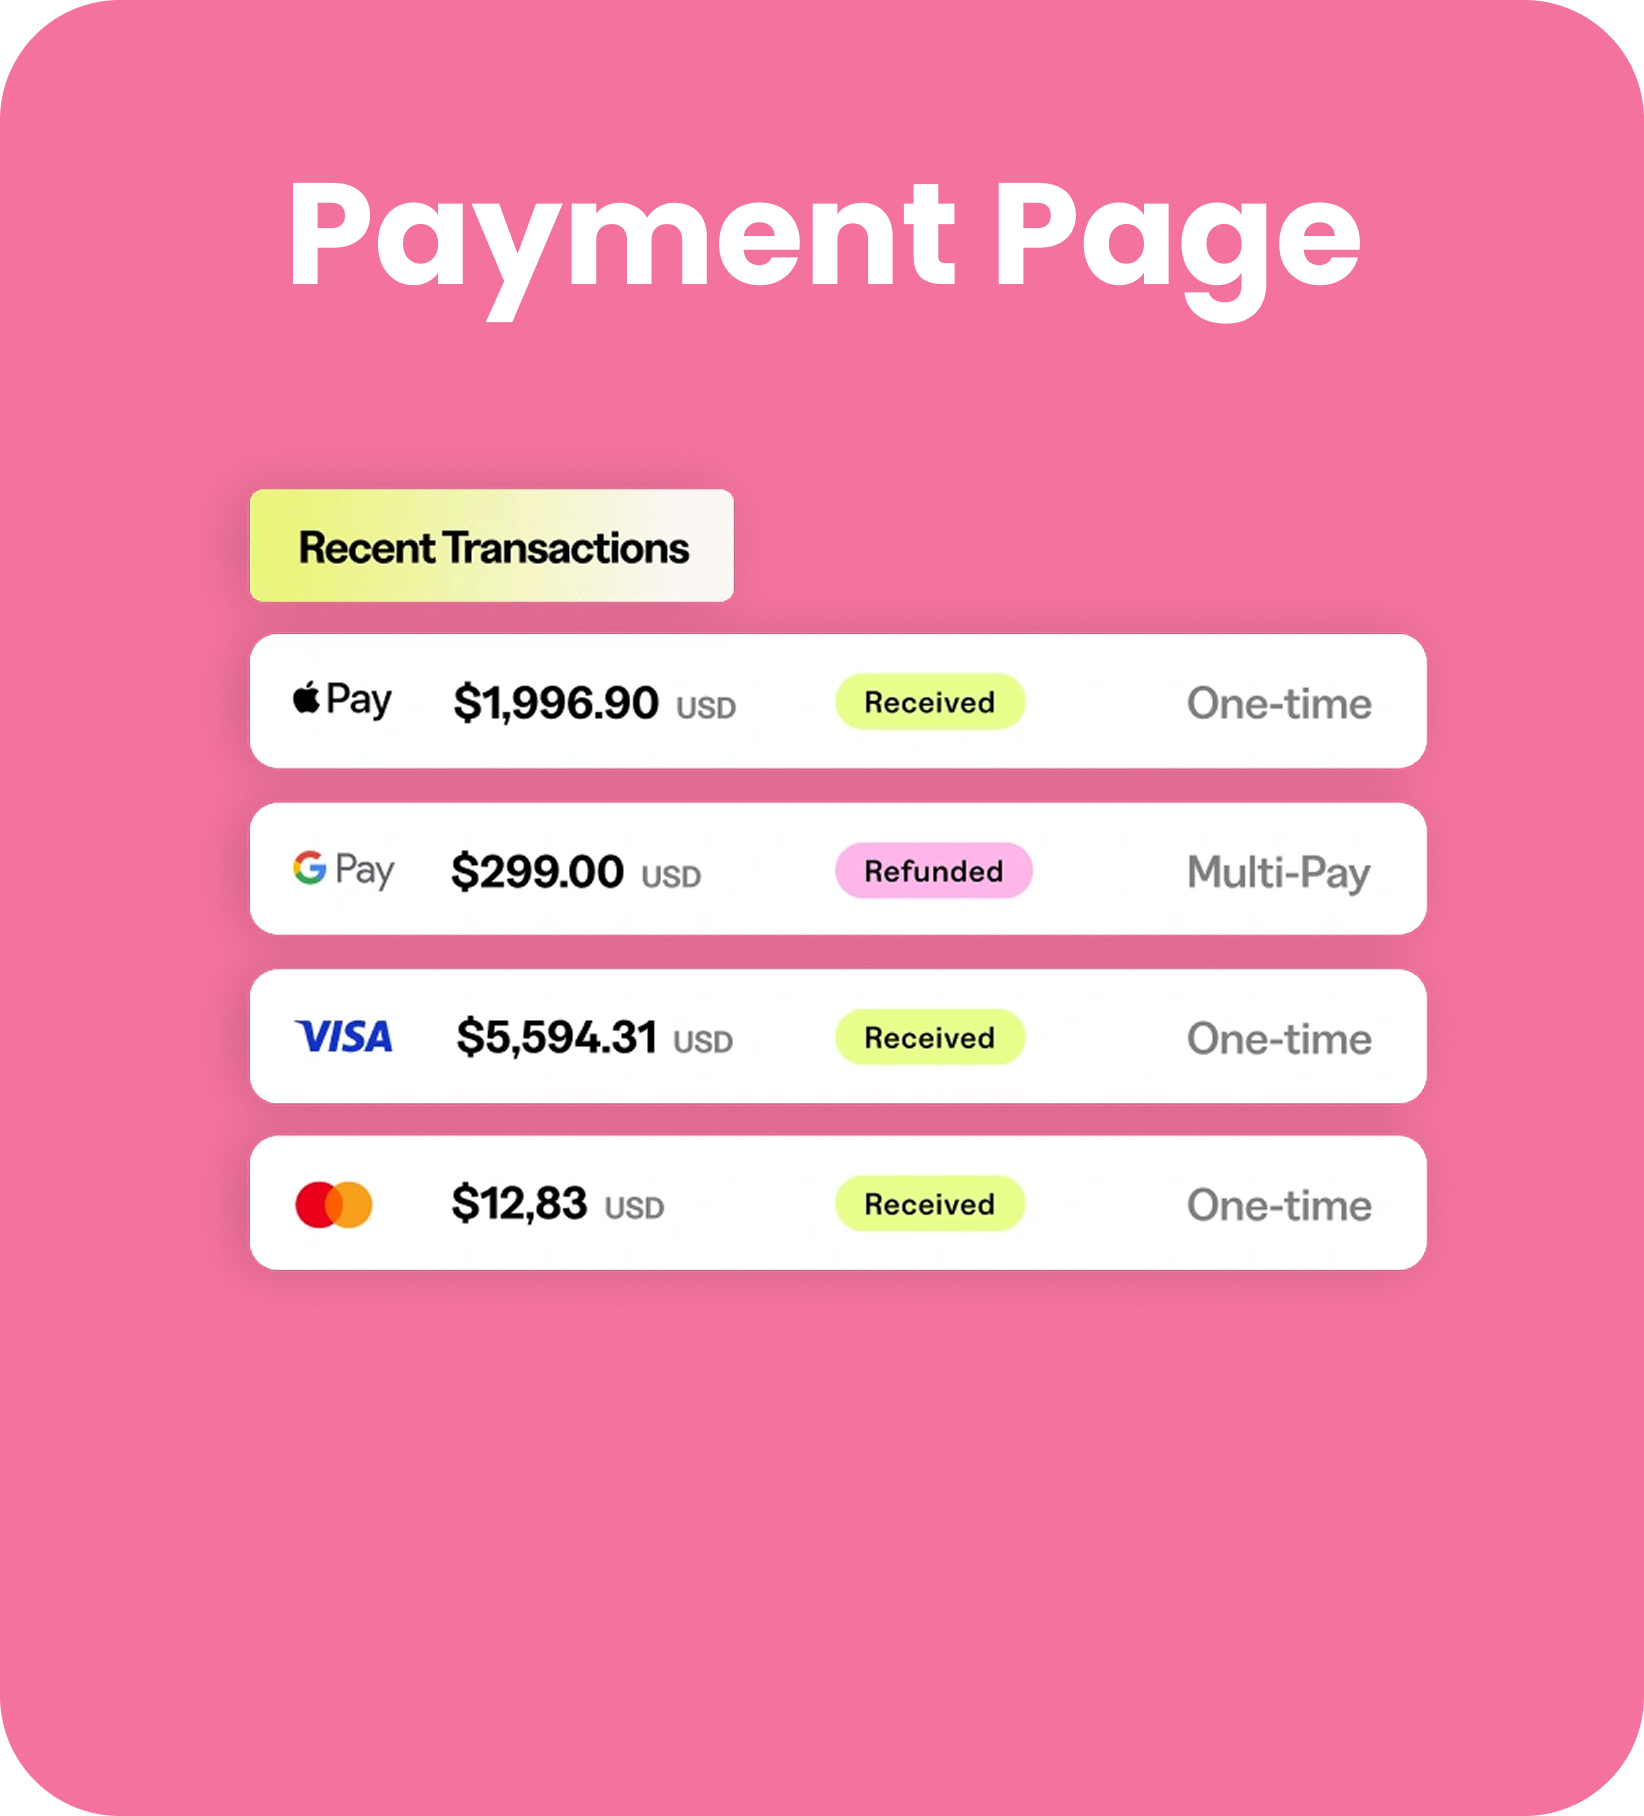 Payment Page
Recent Transactions
Pay $1,996.90 USD Received One-time
G Pay $299.00 USD Refunded Multi-Pay
VISA $5,594.31 USD Received One-time
$12,83 USD Received One-time